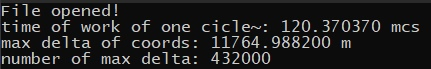 File opened!
time of work of one cicle~: 120.370370 mcs
max delta of coords: 11764.988200 m
number of max delta: 432000